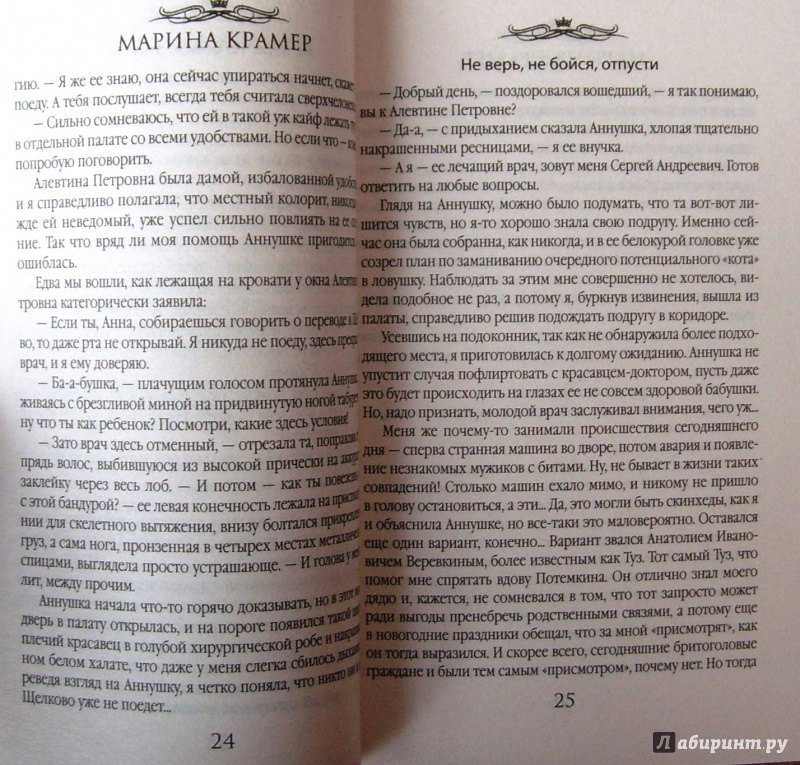 МАРИНА КРАМЕР
гию. — Я же ее знаю, она сейчас упираться начнет,
поеду. А тебя послушает, всегда тебя считала
— Сильно сомневаюсь, что ей в такой уж кайф лежать
в отдельной палате со всеми удобствами. Но если что —
попробую поговорить.
Алевтина Петровна была дамой, избалованной
и я справедливо полагала, что местный колорит,
жде ей неведомый, уже успел сильно повлиять на ее
ние. Так что вряд ли моя помощь Аннушке пригодится
ошиблась.
Едва мы вошли, как лежащая на кровати у окна
тровна категорически заявила:
— Если ты, Анна, собираешься говорить о переводе в
во, то даже рта не открывай. Я никуда не поеду, здесь
врач, и я ему доверяю.
— Ба-а-бушка, — плачущим голосом протянула
живаясь с брезгливой миной на придвинутую ногой
ну что ты как ребенок? Посмотри, какие здесь условия!
— Зато врач здесь отменный, — отрезала та,
прядь волос, выбившуюся из высокой прически на
заклейку через весь лоб. — И потом — как ты
с этой бандурой? — ее левая конечность лежала на
нии для скелетного вытяжения, внизу болтался
груз, а сама нога, пронзенная в четырех местах
спицами, выглядела просто устрашающе. — И голова у
лит, между прочим.
Аннушка начала что-то горячо доказывать, но в
дверь в палату открылась, и на пороге появился такой
плечий красавец в голубой хирургической робе и
ном белом халате, что даже у меня слегка сбилось
реведя взгляд на Аннушку, я четко поняла, что никто
Щелково уже не поедет...
24
Не верь, не бойся, отпусти
— Добрый день, — поздоровался вошедший, — я так понимаю,
вы к Алевтине Петровне?
— Да-а, — с придыханием сказала Аннушка, хлопая тщательно
накрашенными ресницами, — я ее внучка.
— А я — ее лечащий врач, зовут меня Сергей Андреевич. Готов
ответить на любые вопросы.
Глядя на Аннушку, можно было подумать, что та вот-вот ли-
шится чувств, но я-то хорошо знала свою подругу. Именно сей-
час она была собранна, как никогда, и в ее белокурой головке уже
созрел план по заманиванию очередного потенциального «кота»
в ловушку. Наблюдать за этим мне совершенно не хотелось, ви-
дела подобное не раз, а потому я, буркнув извинения, вышла из
палаты, справедливо решив подождать подругу в коридоре.
Усевшись на подоконник, так как не обнаружила более подхо-
дящего места, я приготовилась к долгому ожиданию. Аннушка не
упустит случая пофлиртовать с красавцем-доктором, пусть даже
это будет происходить на глазах ее не совсем здоровой бабушки.
Но, надо признать, молодой врач заслуживал внимания, чего уж...
Меня же почему-то занимали происшествия сегодняшнего
дня — сперва странная машина во дворе, потом авария и появле-
ние незнакомых мужиков с битами. Ну, не бывает в жизни таких
совпадений! Столько машин ехало мимо, и никому не пришло
в голову остановиться, а эти... Да, это могли быть скинхеды, как я
и объяснила Аннушке, но все-таки это маловероятно. Оставался
еще один вариант, конечно... Вариант звался Анатолием Ивано-
вичем Веревкиным, более известным как Туз. Тот самый Туз, что
помог мне спрятать вдову Потемкина. Он отлично знал моего
дядю и, кажется, не сомневался в том, что тот запросто может
ради выгоды пренебречь родственными связями, а потому еще
в новогодние праздники обещал, что за мной «присмотрят», как
он тогда выразился. И скорее всего, сегодняшние бритоголовые
граждане и были тем самым «присмотром», почему нет. Но тогда
25
Лабиринт.ру